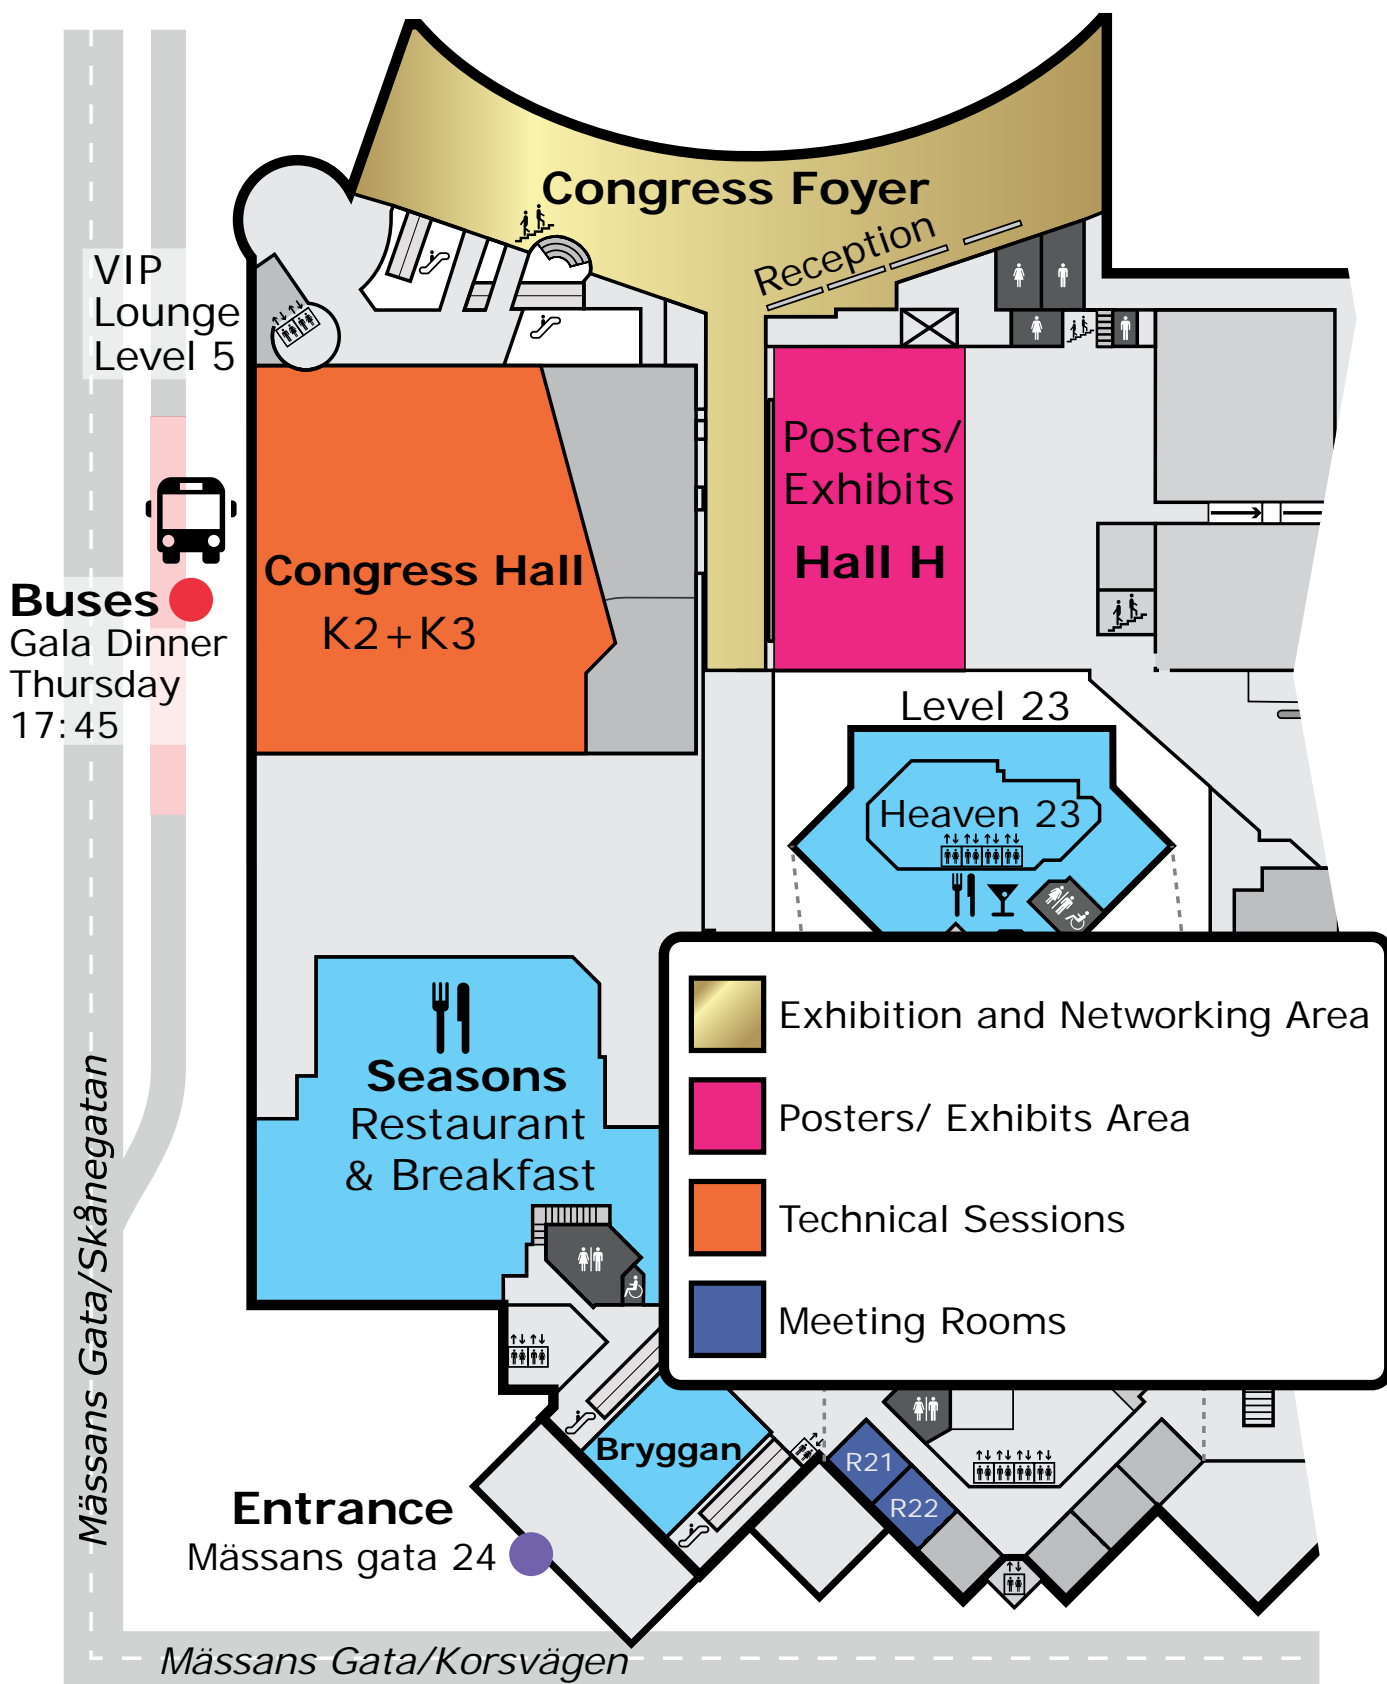 Congress Foyer
Reception
VIP
Lounge
Level 5
Posters/
Exhibits
Hall H
Congress Hall
K2+K3
Buses
Gala Dinner
Thursday
17:45
Level 23
Heaven 23
Seasons
Restaurant
& Breakfast
Exhibition and Networking Area
Posters/ Exhibits Area
Technical Sessions
Meeting Rooms
Mässans Gata/Skånegatan
Bryggan
R21
R22
Entrance
Mässans gata 24
Mässans Gata/Korsvägen